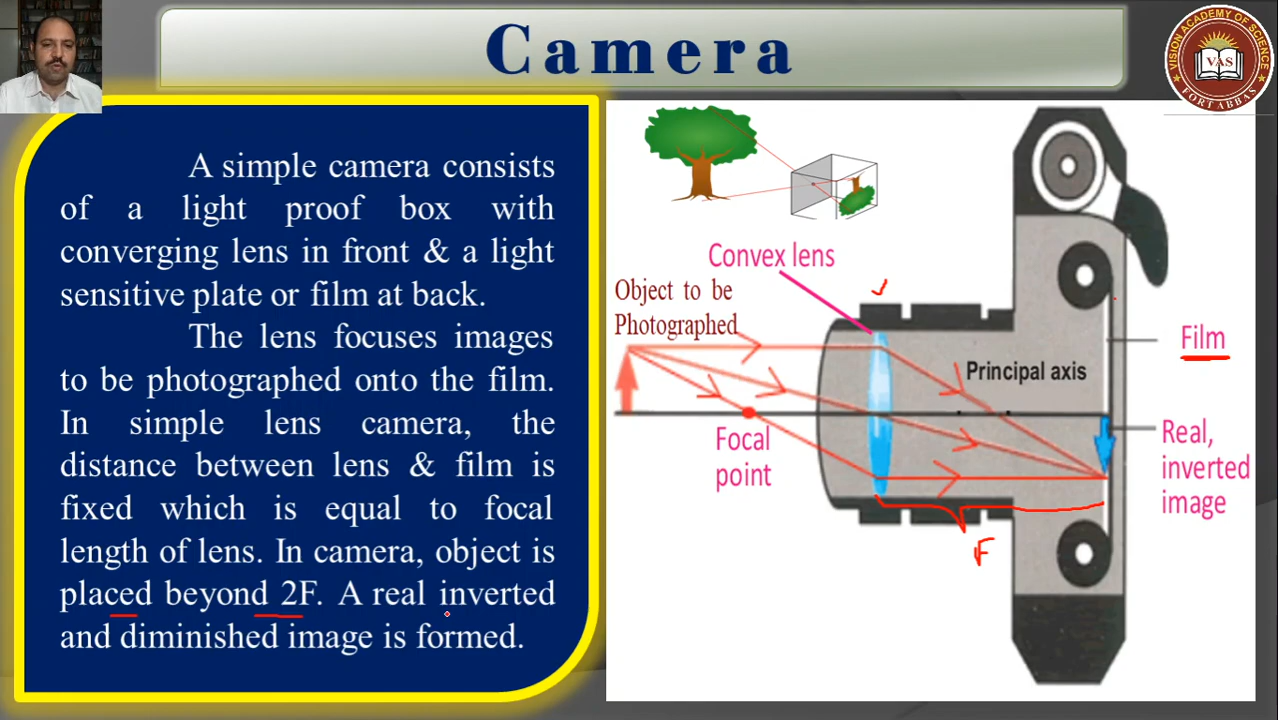 Camera
VISION ACADEMY OF SCIENCE
VAS
FORT ABBAS
A simple camera consists
of a light proof box with
converging lens in front & a light
sensitive plate or film at back.
The lens focuses images
to be photographed onto the film.
In simple lens camera, the
distance between lens & film is
fixed which is equal to focal
length of lens. In camera, object is
placed beyond 2F. A real inverted
and diminished image is formed.
Convex lens
Object to be
Photographed
Film
Principal axis
Focal
point
Real,
inverted
image
F